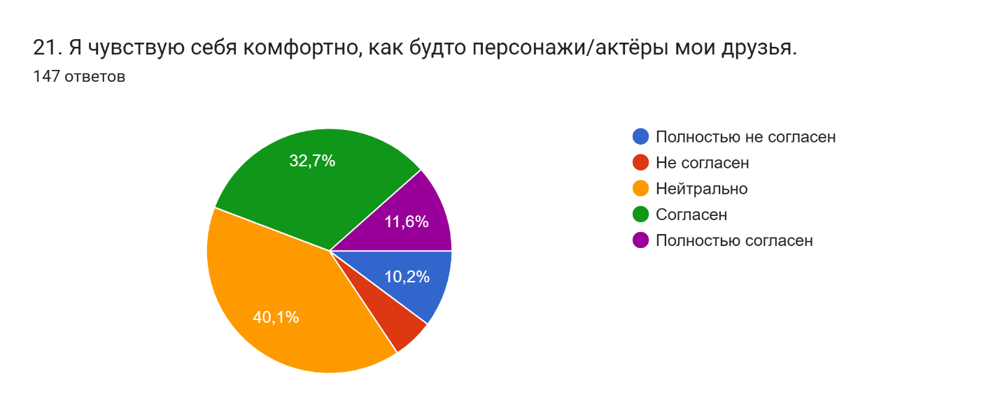 21. Я чувствую себя комфортно, как будто персонажи/актёры мои друзья.
147 ответов
32,7%
11,6%
10,2%
40,1%
Полностью не согласен
Не согласен
Нейтрально
Согласен
Полностью согласен